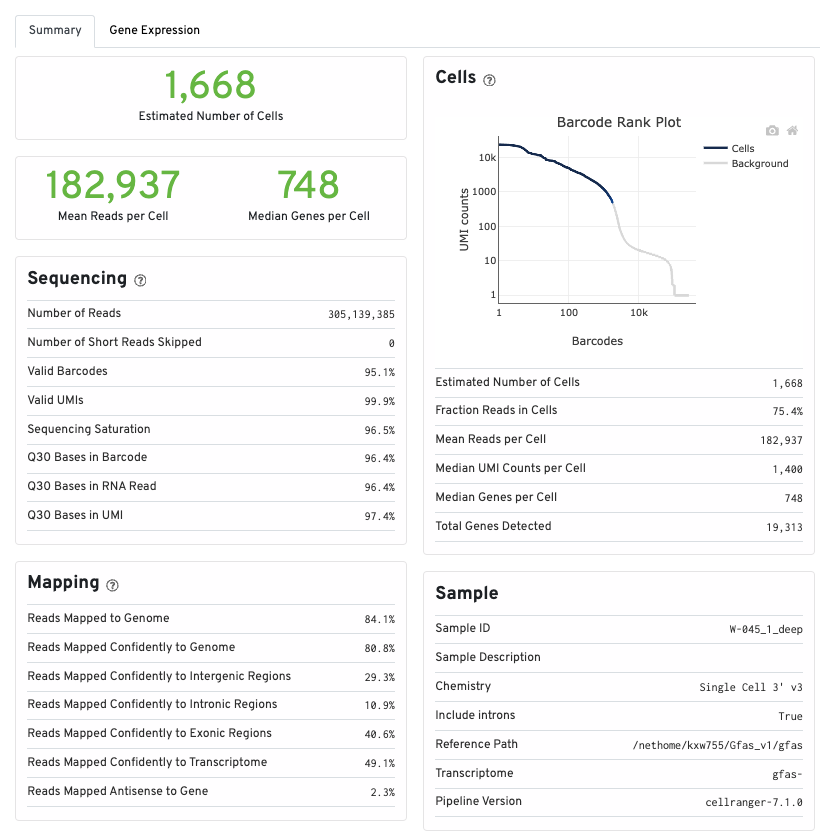 Summary
Gene Expression
1,668
Estimated Number of Cells
182,937
Mean Reads per Cell
748
Median Genes per Cell
Sequencing ?
Number of Reads 305,139,385
Number of Short Reads Skipped 0
Valid Barcodes 95.1%
Valid UMIs 99.9%
Sequencing Saturation 96.5%
Q30 Bases in Barcode 96.4%
Q30 Bases in RNA Read 96.4%
Q30 Bases in UMI 97.4%
Mapping ?
Reads Mapped to Genome 84.1%
Reads Mapped Confidently to Genome 80.8%
Reads Mapped Confidently to Intergenic Regions 29.3%
Reads Mapped Confidently to Intronic Regions 10.9%
Reads Mapped Confidently to Exonic Regions 40.6%
Reads Mapped Confidently to Transcriptome 49.1%
Reads Mapped Antisense to Gene 2.3%
Cells ?
Barcode Rank Plot
Cells
Background
UMI counts
10k
1000
100
10
1
1 100 10k
Barcodes
Estimated Number of Cells 1,668
Fraction Reads in Cells 75.4%
Mean Reads per Cell 182,937
Median UMI Counts per Cell 1,400
Median Genes per Cell 748
Total Genes Detected 19,313
Sample
Sample ID W-045_1_deep
Sample Description
Chemistry Single Cell 3' v3
Include introns True
Reference Path /nethome/kxw755/Gfas_v1/gfas
Transcriptome gfas-
Pipeline Version cellranger-7.1.0